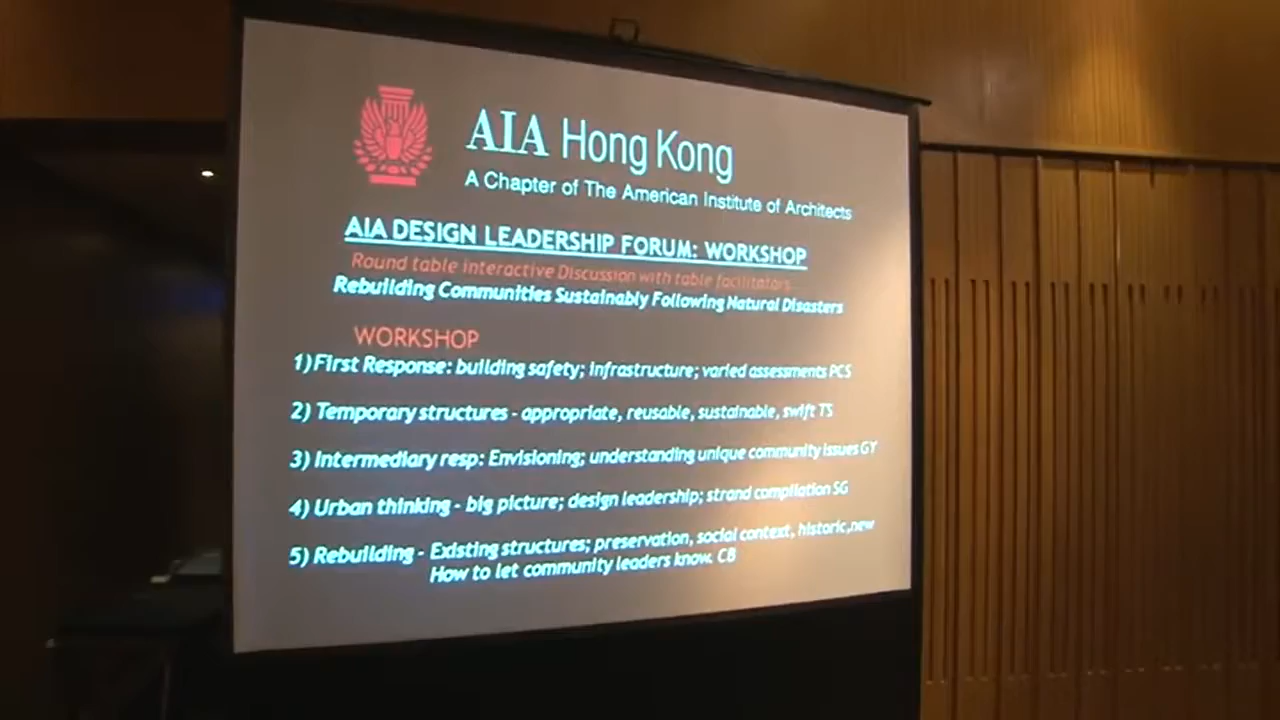 AIA Hong Kong
A Chapter of The American Institute of Architects
AIA DESIGN LEADERSHIP FORUM: WORKSHOP
Round table interactive Discussion with table facilitators
Rebuilding Communities Sustainably Following Natural Disasters
WORKSHOP
1) First Response: building safety; infrastructure; varied assessments PCS
2) Temporary structures - appropriate, reusable, sustainable, swift TS
3) Intermediary resp: Envisioning; understanding unique community issues GY
4) Urban thinking - big picture; design leadership; strand compilation SG
5) Rebuilding - Existing structures; preservation, social context, historic,new
How to let community leaders know. CB